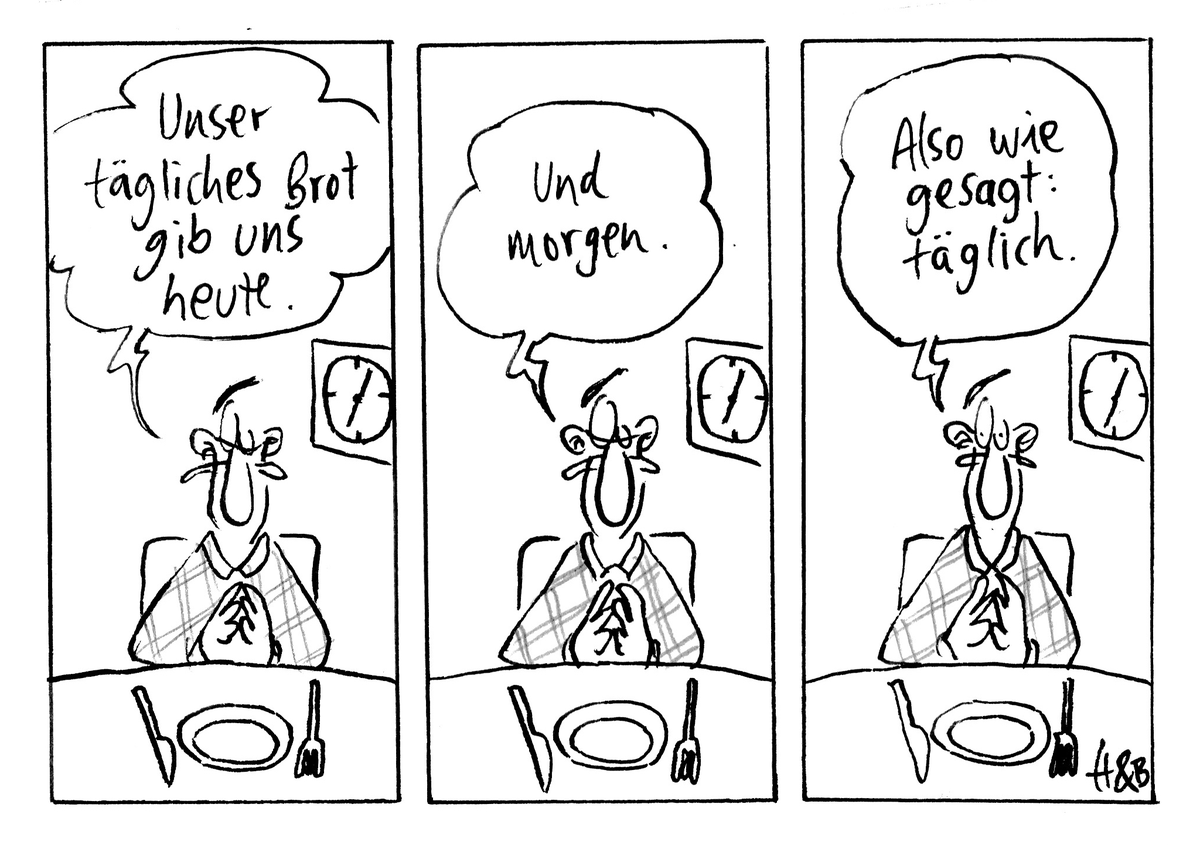 Unser
tägliches Brot
gib uns
heute.
Und
morgen.
Also wie
gesagt:
täglich.
H&B